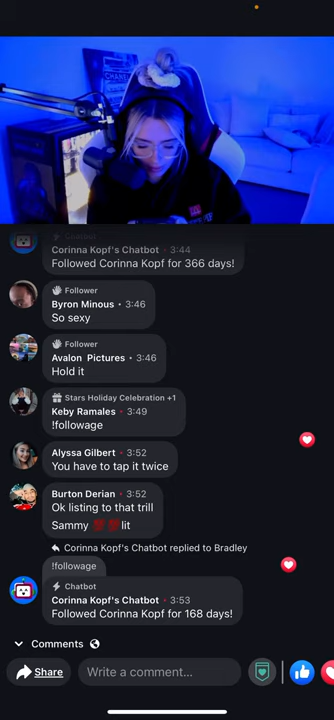 Corinna Kopf's Chatbot • 3:44
Followed Corinna Kopf for 366 days!
Follower
Byron Minous • 3:46
So sexy
Follower
Avalon Pictures • 3:46
Hold it
Stars Holiday Celebration +1
Keby Ramales • 3:49
!followage
Alyssa Gilbert • 3:52
You have to tap it twice
Burton Derian • 3:52
Ok listing to that trill
Sammy 💯💯lit
Corinna Kopf's Chatbot replied to Bradley
!followage
Chatbot
Corinna Kopf's Chatbot • 3:53
Followed Corinna Kopf for 168 days!
Comments
Share
Write a comment...